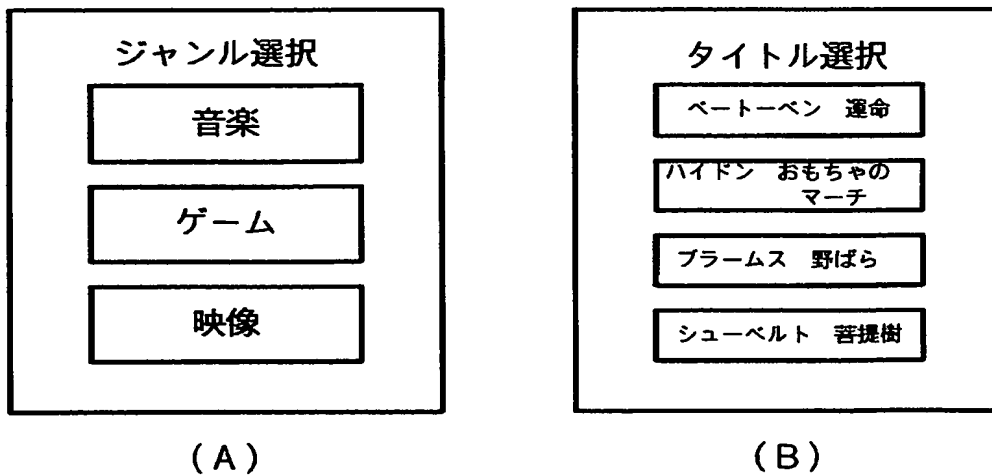 ジャンル選択
音楽
ゲーム
映像
(A)
タイトル選択
ベートーベン 運命
ハイドン おもちゃの
マーチ
ブラームス 野ばら
シューベルト 菩提樹
(B)